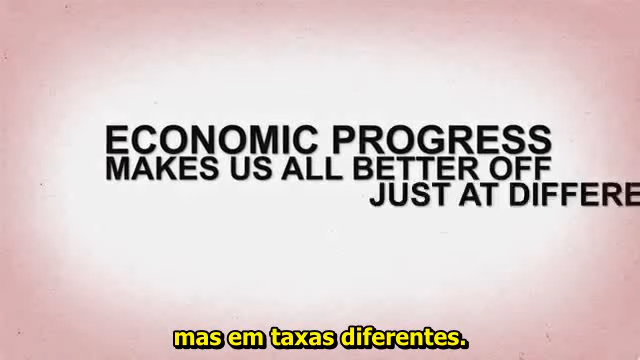 ECONOMIC PROGRESS
MAKES US ALL BETTER OFF
JUST AT DIFFERE
mas em taxas diferentes.